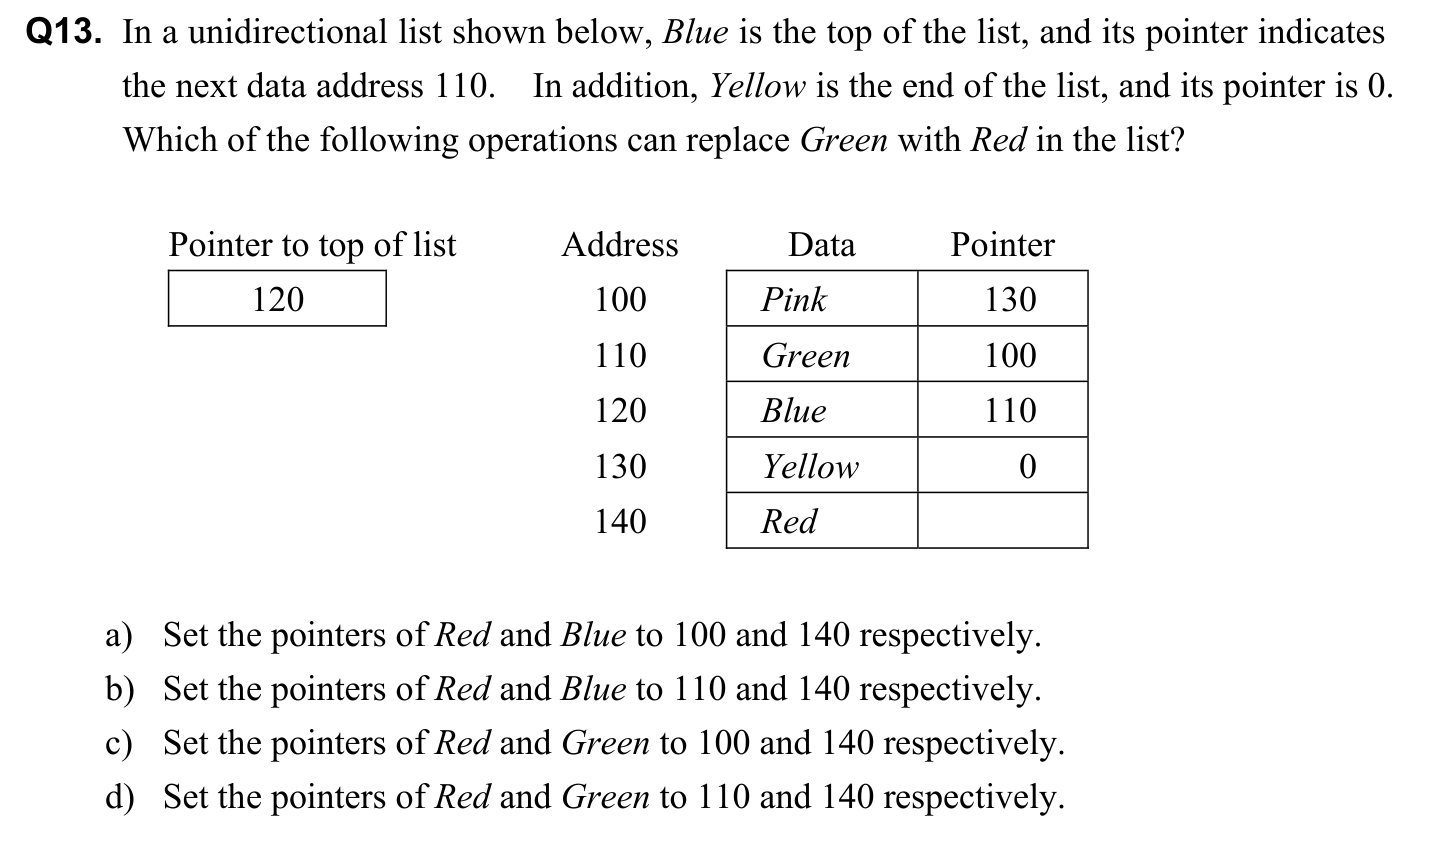 Q13. In a unidirectional list shown below, Blue is the top of the list, and its pointer indicates
the next data address 110. In addition, Yellow is the end of the list, and its pointer is 0.
Which of the following operations can replace Green with Red in the list?
Pointer to top of list Address Data Pointer
120 100 Pink 130
110 Green 100
120 Blue 110
130 Yellow 0
140 Red
a) Set the pointers of Red and Blue to 100 and 140 respectively.
b) Set the pointers of Red and Blue to 110 and 140 respectively.
c) Set the pointers of Red and Green to 100 and 140 respectively.
d) Set the pointers of Red and Green to 110 and 140 respectively.